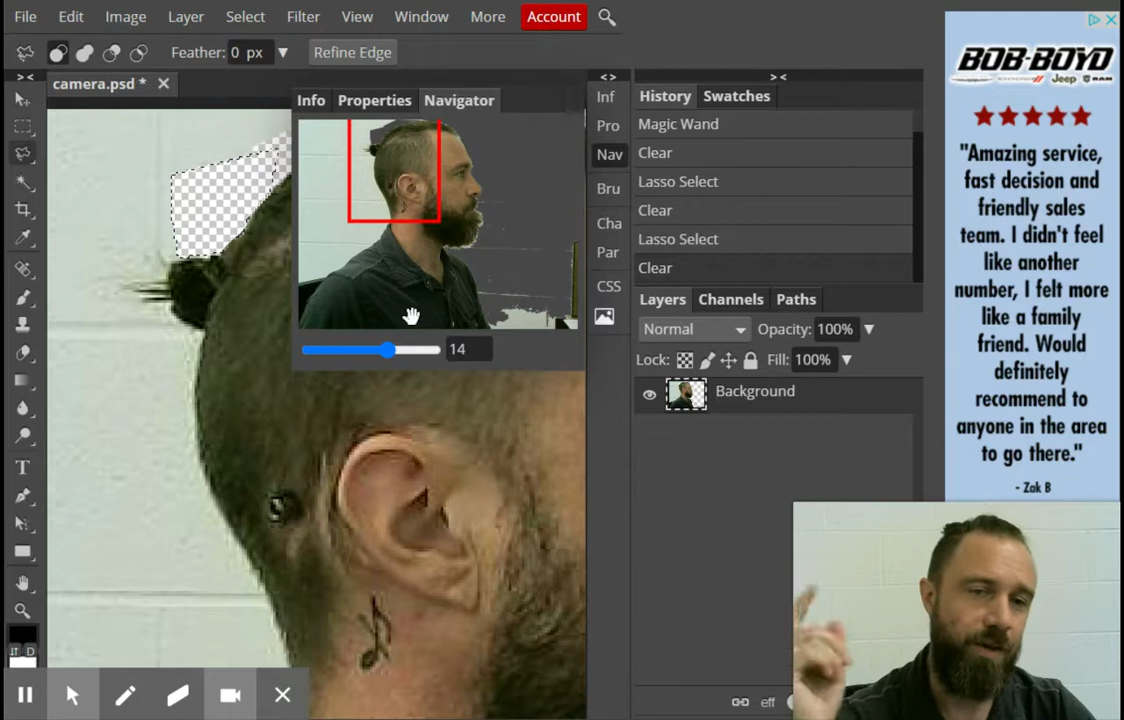 File Edit Image Layer Select Filter View Window More Account
Feather: 0 px Refine Edge
> < < > > <
camera.psd *
Info Properties Navigator
14
Inf
Pro
Nav
Bru
Cha
Par
CSS
History Swatches
Magic Wand
Clear
Lasso Select
Clear
Lasso Select
Clear
Layers Channels Paths
Normal Opacity: 100%
Lock: Fill: 100%
Background
eff
T
D
BOB-BOYD
Jeep RAM
"Amazing service,
fast decision and
friendly sales
team. I didn't feel
like another
number, I felt more
like a family
friend. Would
definitely
recommend to
anyone in the area
to go there."
- Zak B